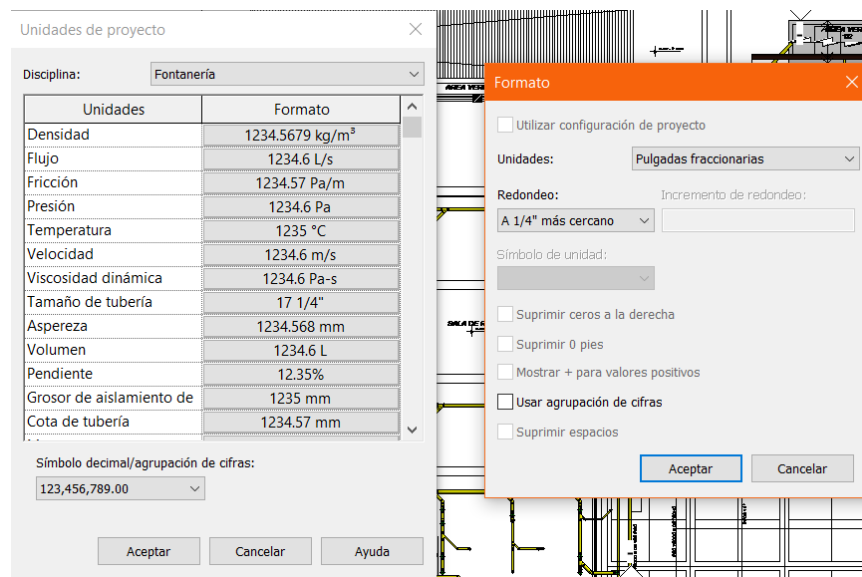 Unidades de proyecto
Disciplina: Fontanería
Unidades Formato
Densidad 1234.5679 kg/m³
Flujo 1234.6 L/s
Fricción 1234.57 Pa/m
Presión 1234.6 Pa
Temperatura 1235 °C
Velocidad 1234.6 m/s
Viscosidad dinámica 1234.6 Pa-s
Tamaño de tubería 17 1/4"
Aspereza 1234.568 mm
Volumen 1234.6 L
Pendiente 12.35%
Grosor de aislamiento de 1235 mm
Cota de tubería 1234.57 mm
Símbolo decimal/agrupación de cifras:
123,456,789.00
Aceptar Cancelar Ayuda
Formato
Utilizar configuración de proyecto
Unidades: Pulgadas fraccionarias
Redondeo: Incremento de redondeo:
A 1/4" más cercano
Símbolo de unidad:
Suprimir ceros a la derecha
Suprimir 0 pies
Mostrar + para valores positivos
Usar agrupación de cifras
Suprimir espacios
Aceptar Cancelar